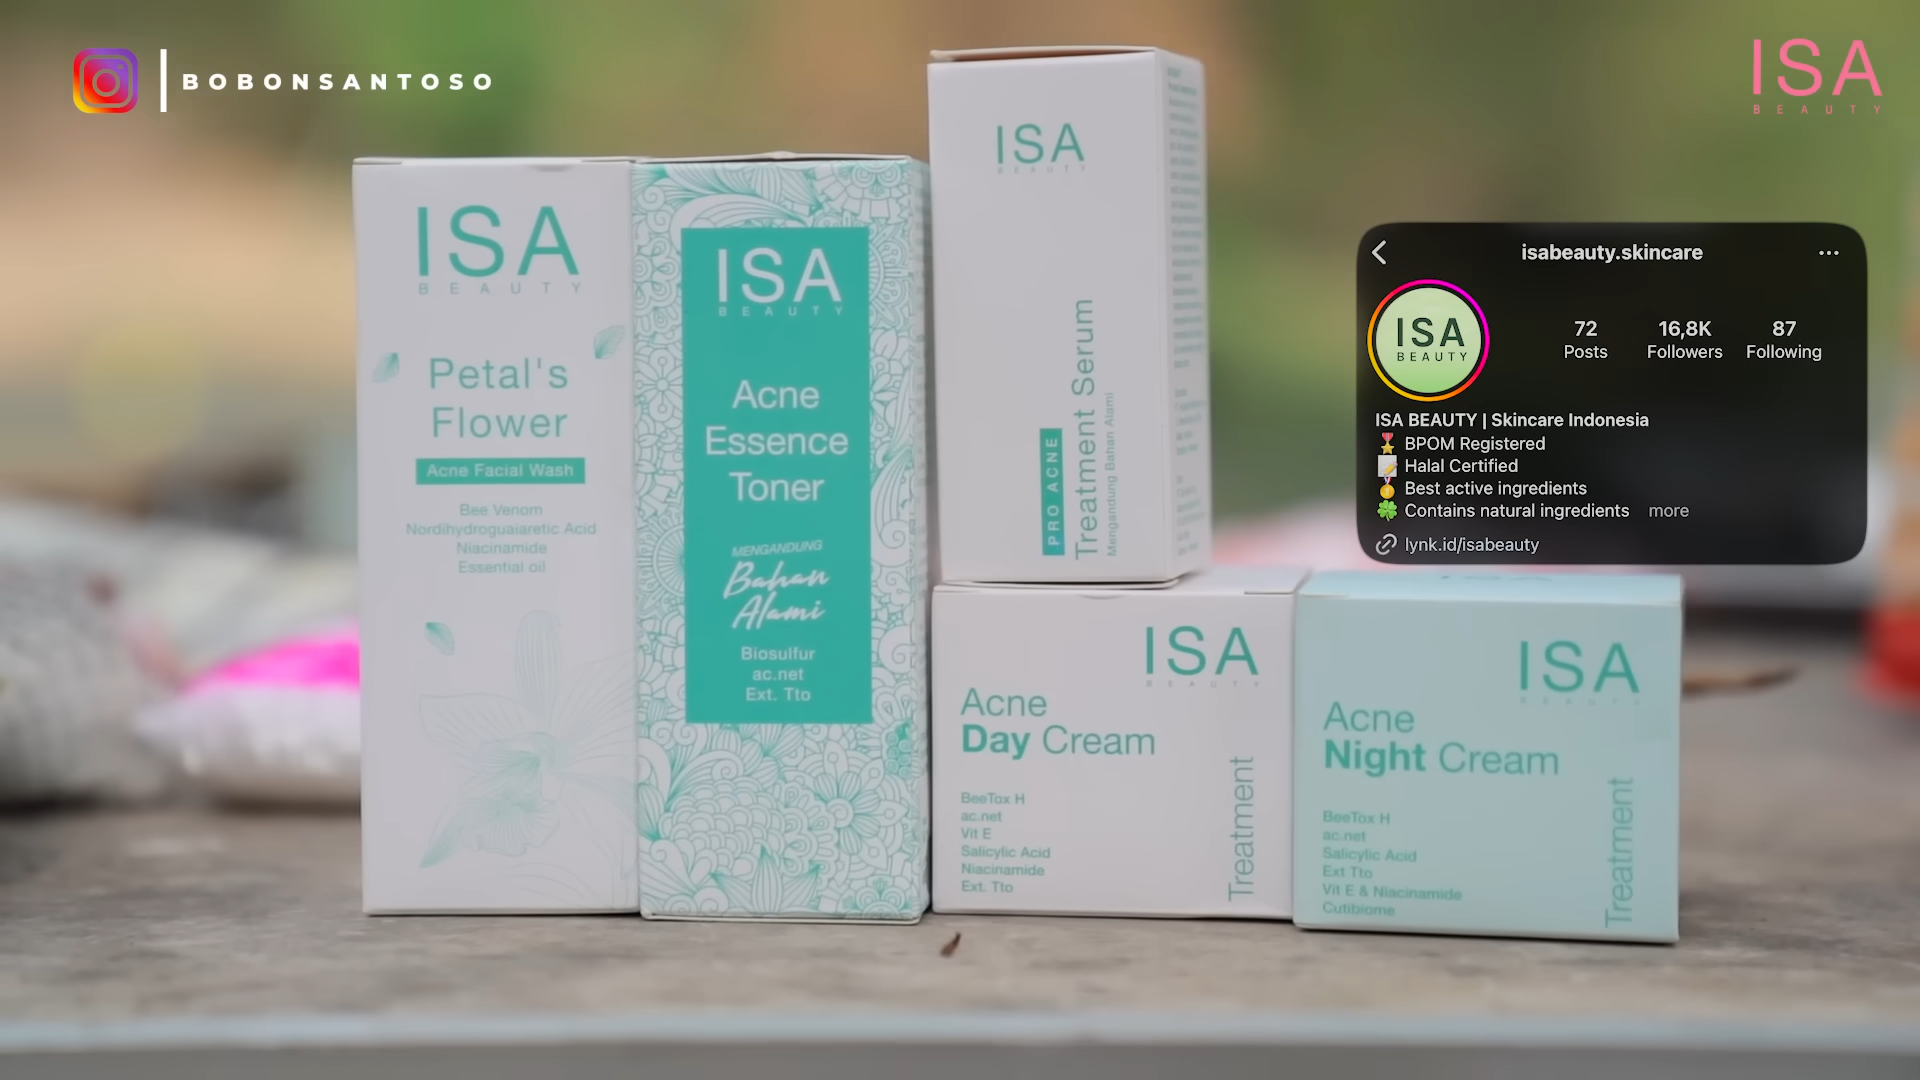 BOBONSANTOSO
ISA
BEAUTY
ISA
BEAUTY
Petal's
Flower
Acne Facial Wash
Bee Venom
Nordihydroguaiaretic Acid
Niacinamide
Essential oil
ISA
BEAUTY
Acne
Essence
Toner
MENGANDUNG
Bahan
Alami
Biosulfur
ac.net
Ext. Tto
ISA
BEAUTY
PRO ACNE
Treatment Serum
Mengandung Bahan Alami
ISA
BEAUTY
Acne
Day Cream
Treatment
BeeTox H
ac.net
Vit E
Salicylic Acid
Niacinamide
Ext. Tto
ISA
BEAUTY
Acne
Night Cream
Treatment
BeeTox H
ac.net
Salicylic Acid
Ext Tto
Vit E & Niacinamide
Cutibiome
isabeauty.skincare
ISA
BEAUTY
72
Posts
16,8K
Followers
87
Following
ISA BEAUTY | Skincare Indonesia
BPOM Registered
Halal Certified
Best active ingredients
Contains natural ingredients more
lynk.id/isabeauty